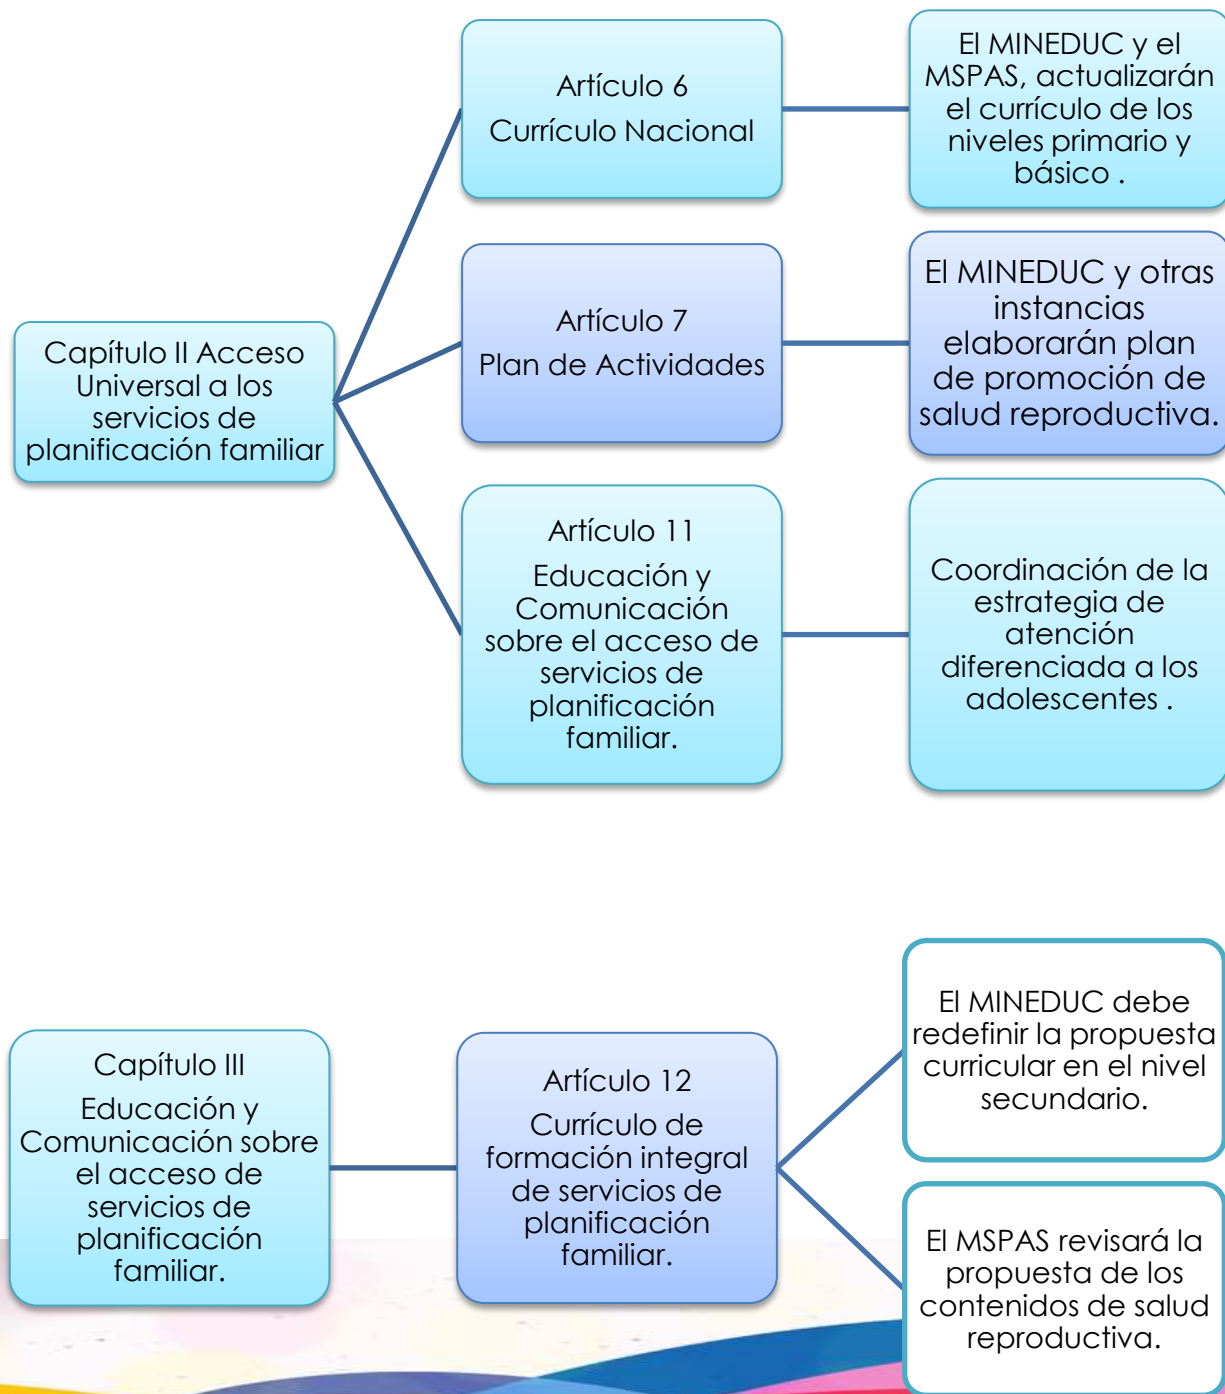 Capítulo II Acceso
Universal a los
servicios de
planificación familiar
Artículo 6
Currículo Nacional
El MINEDUC y el
MSPAS, actualizarán
el currículo de los
niveles primario y
básico .
Artículo 7
Plan de Actividades
El MINEDUC y otras
instancias
elaborarán plan
de promoción de
salud reproductiva.
Artículo 11
Educación y
Comunicación
sobre el acceso de
servicios de
planificación
familiar.
Coordinación de la
estrategia de
atención
diferenciada a los
adolescentes .
Capítulo III
Educación y
Comunicación sobre
el acceso de
servicios de
planificación
familiar.
Artículo 12
Currículo de
formación integral
de servicios de
planificación
familiar.
El MINEDUC debe
redefinir la propuesta
curricular en el nivel
secundario.
El MSPAS revisará la
propuesta de los
contenidos de salud
reproductiva.